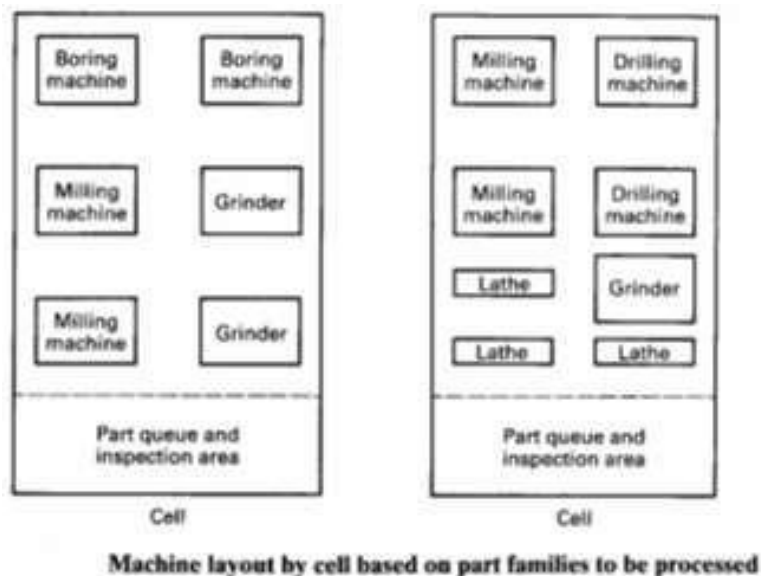 Boring
machine
Boring
machine
Milling
machine
Grinder
Milling
machine
Grinder
Part queue and
inspection area
Cell
Milling
machine
Drilling
machine
Milling
machine
Drilling
machine
Lathe
Grinder
Lathe
Lathe
Part queue and
inspection area
Cell
Machine layout by cell based on part families to be processed